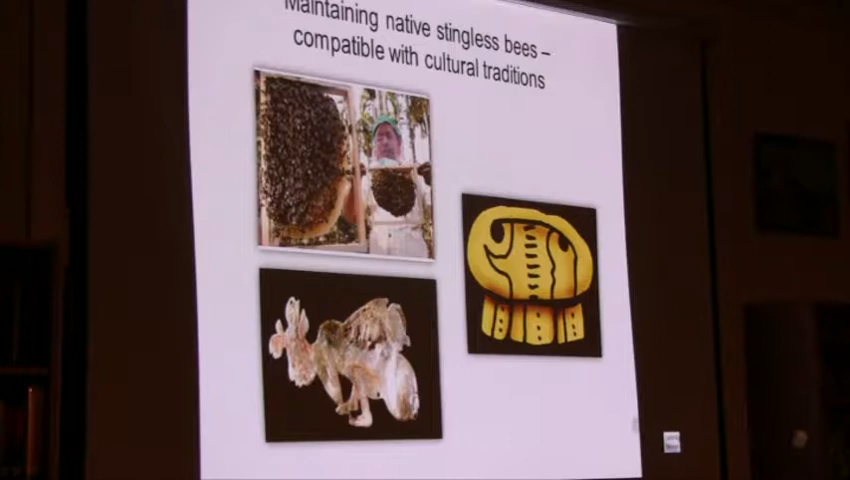 Maintaining native stingless bees –
compatible with cultural traditions